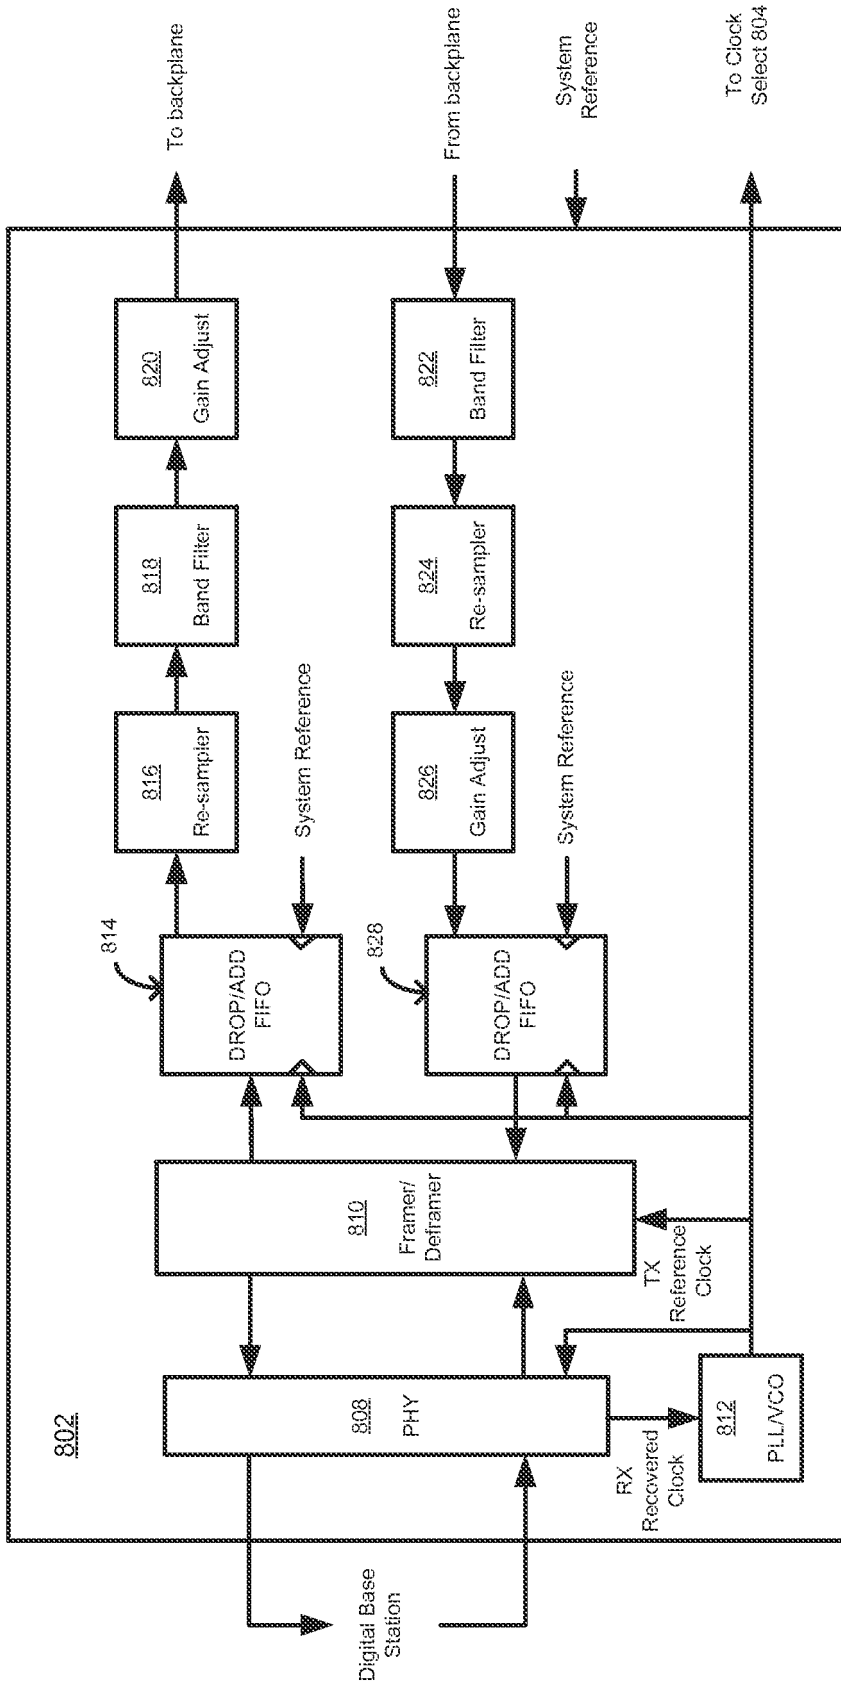 802
Digital Base
Station
808
PHY
RX
Recovered
Clock
812
PLL/VCO
810
Framer/
Deframer
TX
Reference
Clock
814
DROP/ADD
FIFO
System Reference
828
DROP/ADD
FIFO
System Reference
816
Re-sampler
818
Band Filter
820
Gain Adjust
To backplane
826
Gain Adjust
824
Re-sampler
822
Band Filter
From backplane
System
Reference
To Clock
Select 804